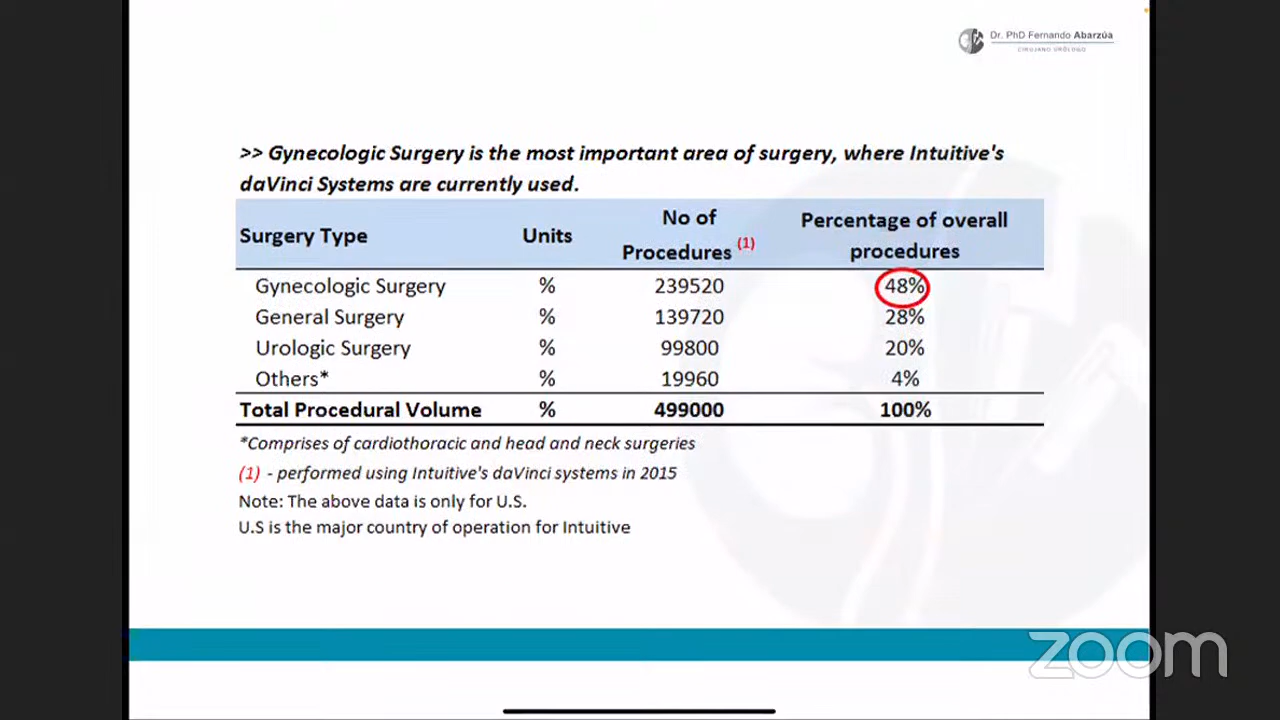 Dr. PhD Fernando Abarzúa
CIRUJANO URÓLOGO
>> Gynecologic Surgery is the most important area of surgery, where Intuitive's
daVinci Systems are currently used.
Surgery Type Units No of Procedures (1) Percentage of overall procedures
Gynecologic Surgery % 239520 48%
General Surgery % 139720 28%
Urologic Surgery % 99800 20%
Others* % 19960 4%
Total Procedural Volume % 499000 100%
*Comprises of cardiothoracic and head and neck surgeries
(1) - performed using Intuitive's daVinci systems in 2015
Note: The above data is only for U.S.
U.S is the major country of operation for Intuitive
zoom